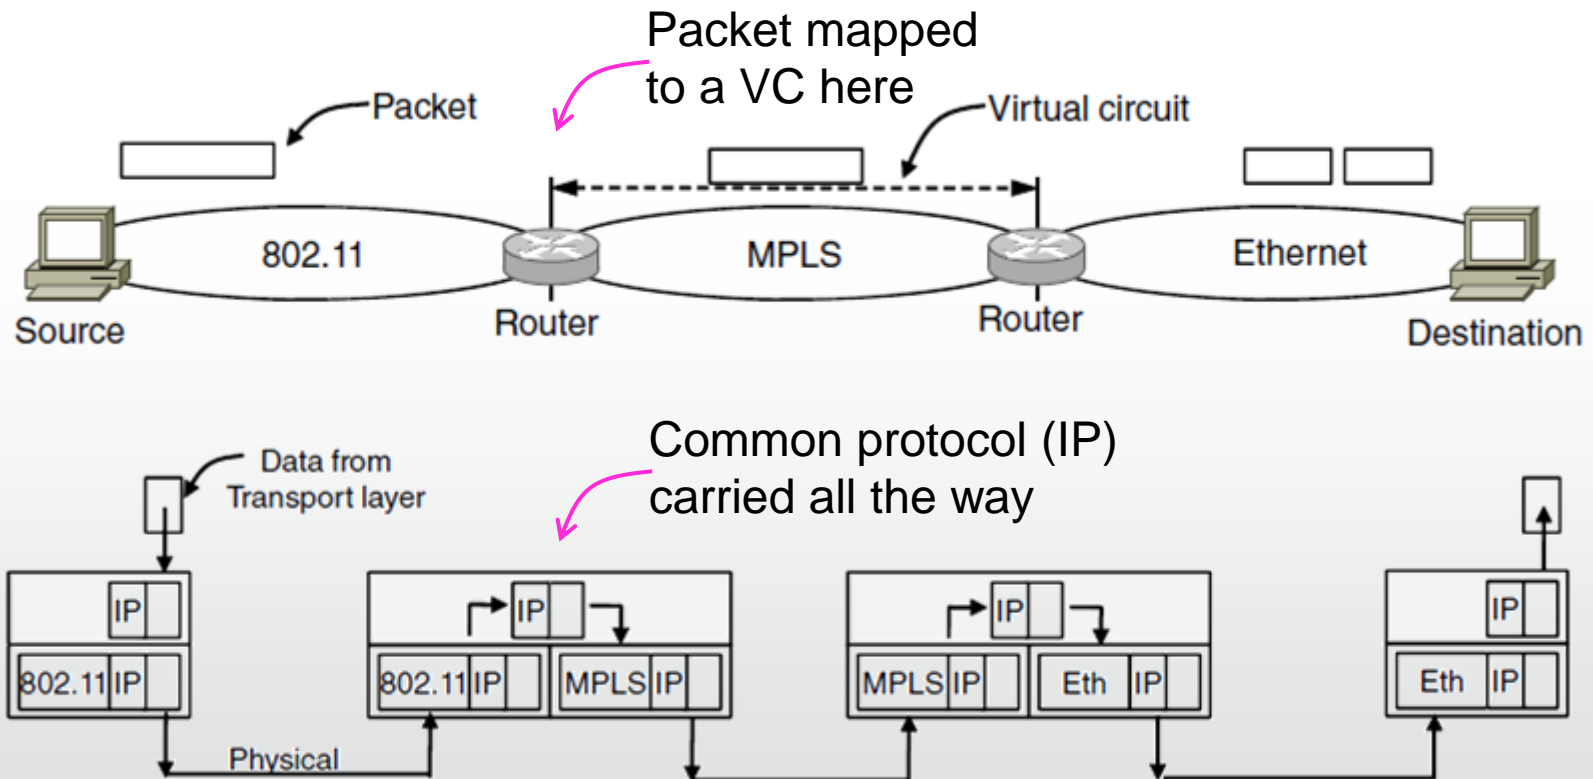 Packet mapped
to a VC here
Packet
Virtual circuit
802.11
MPLS
Ethernet
Source
Router
Router
Destination
Common protocol (IP)
carried all the way
Data from
Transport layer
IP
IP
IP
IP
802.11 IP
802.11 IP
MPLS IP
MPLS IP
Eth IP
Eth IP
Physical